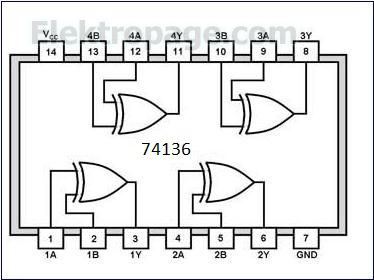 Elektropage.com
VCC 4B 4A 4Y 3B 3A 3Y
14 13 12 11 10 9 8
74136
1 2 3 4 5 6 7
1A 1B 1Y 2A 2B 2Y GND